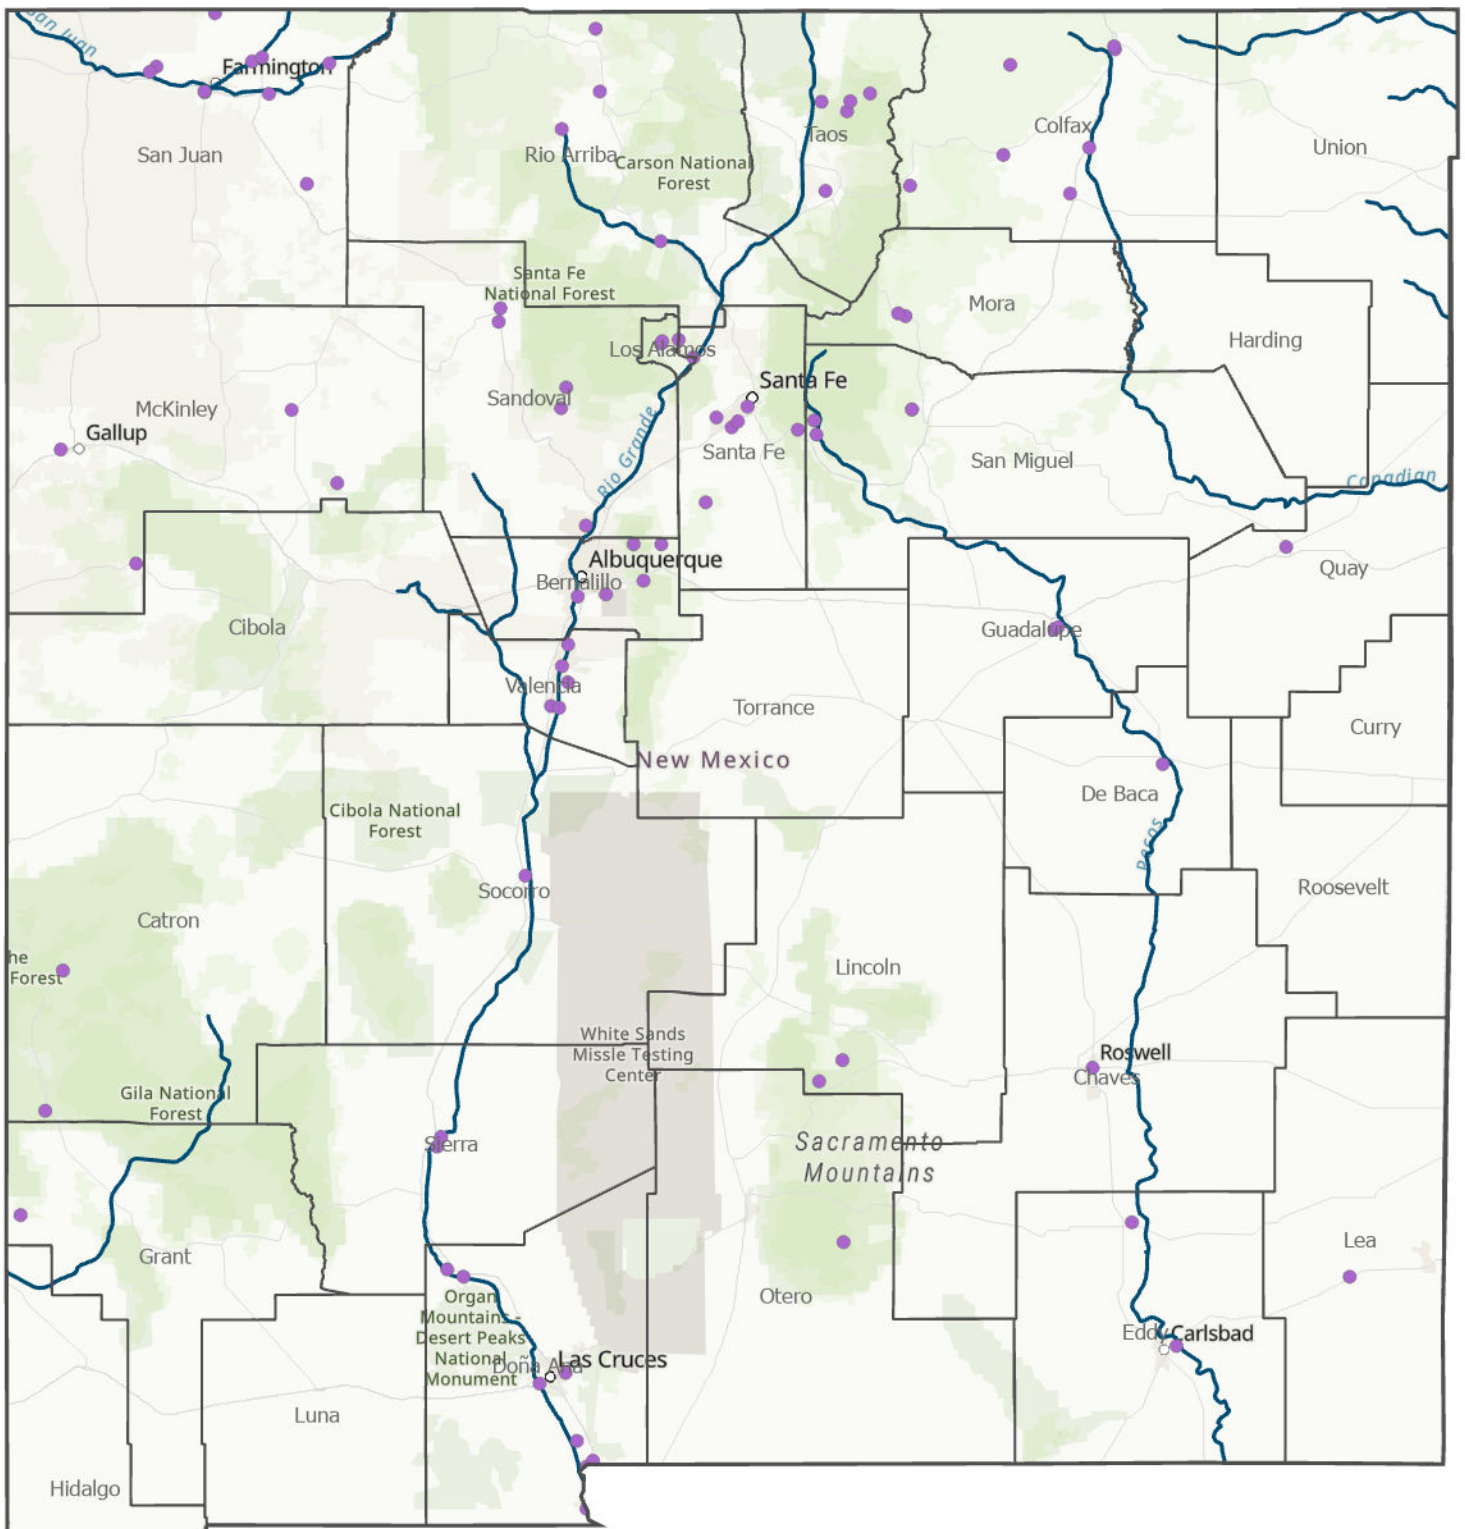 San Juan
Farmington
San Juan
Rio Arriba
Carson National
Forest
Taos
Colfax
Union
Santa Fe
National Forest
Mora
Harding
Los Alamos
McKinley
Gallup
Sandoval
Santa Fe
Rio Grande
Santa Fe
San Miguel
Canadian
Albuquerque
Bernalillo
Quay
Cibola
Guadalupe
Valencia
Torrance
Curry
New Mexico
De Baca
Cibola National
Forest
Pecos
Socorro
Roosevelt
Catron
he
Forest
Lincoln
White Sands
Missle Testing
Center
Roswell
Chaves
Gila National
Forest
Sierra
Sacramento
Mountains
Grant
Lea
Otero
Organ
Mountains -
Desert Peaks
National
Monument
Doña Ana
Las Cruces
Eddy
Carlsbad
Luna
Hidalgo